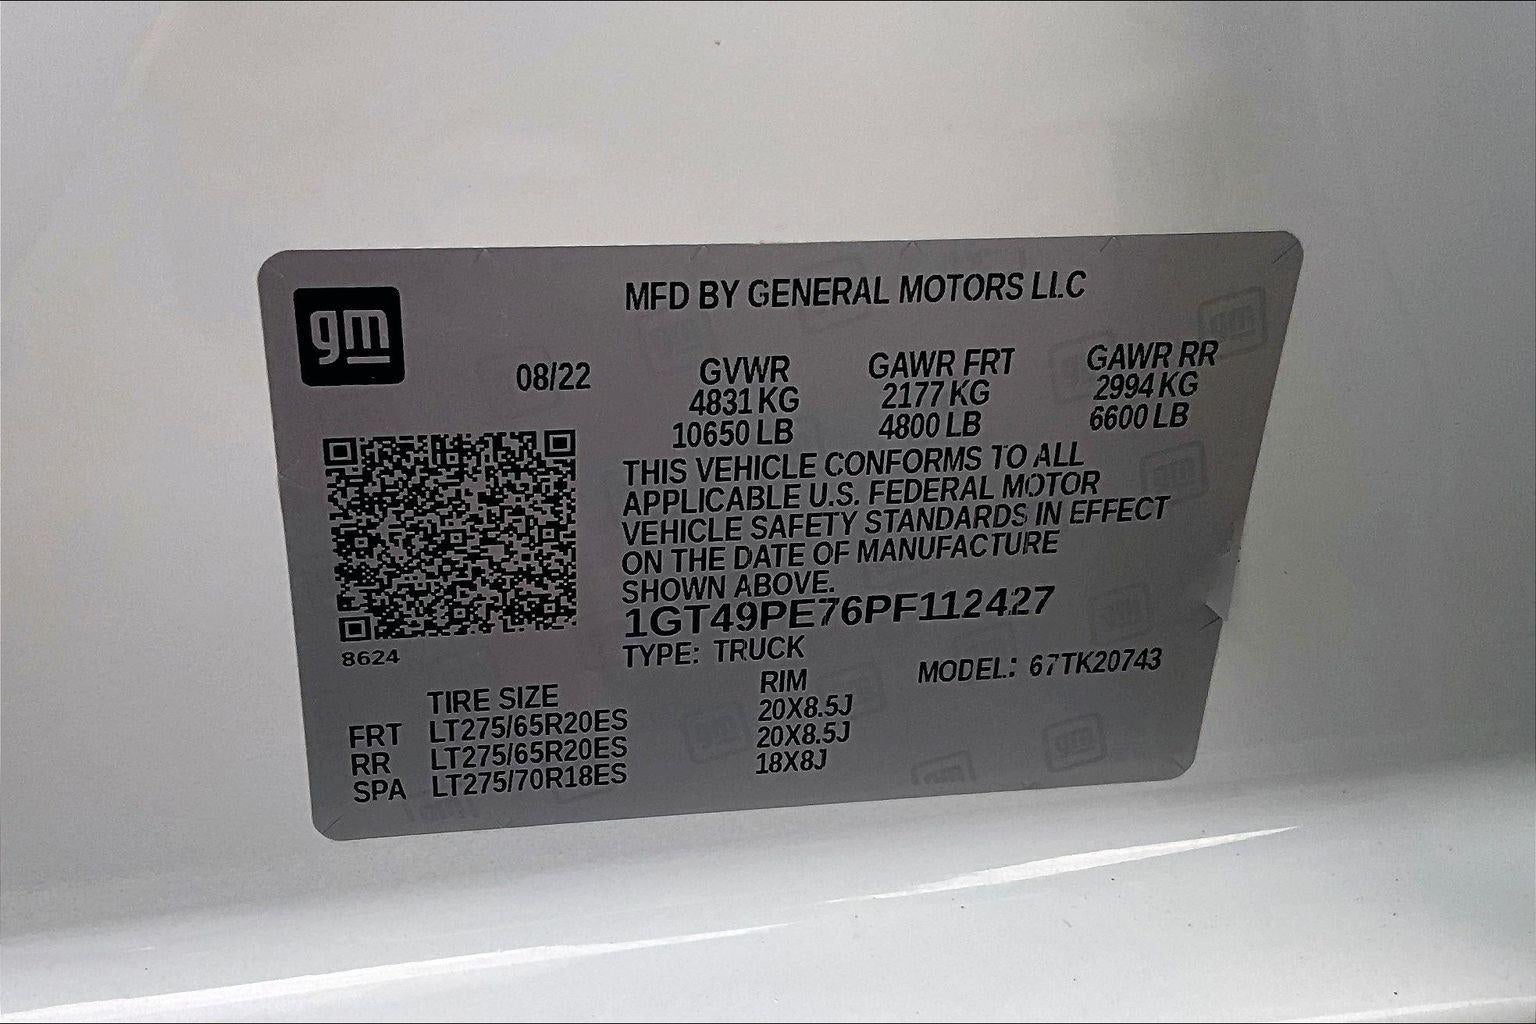 gm
MFD BY GENERAL MOTORS LLC
08/22
GVWR GAWR FRT GAWR RR
4831 KG 2177 KG 2994 KG
10650 LB 4800 LB 6600 LB
THIS VEHICLE CONFORMS TO ALL
APPLICABLE U.S. FEDERAL MOTOR
VEHICLE SAFETY STANDARDS IN EFFECT
ON THE DATE OF MANUFACTURE
SHOWN ABOVE.
1GT49PE76PF112427
8624
TYPE: TRUCK MODEL: 67TK20743
TIRE SIZE RIM
FRT LT275/65R20ES 20X8.5J
RR LT275/65R20ES 20X8.5J
SPA LT275/70R18ES 18X8J